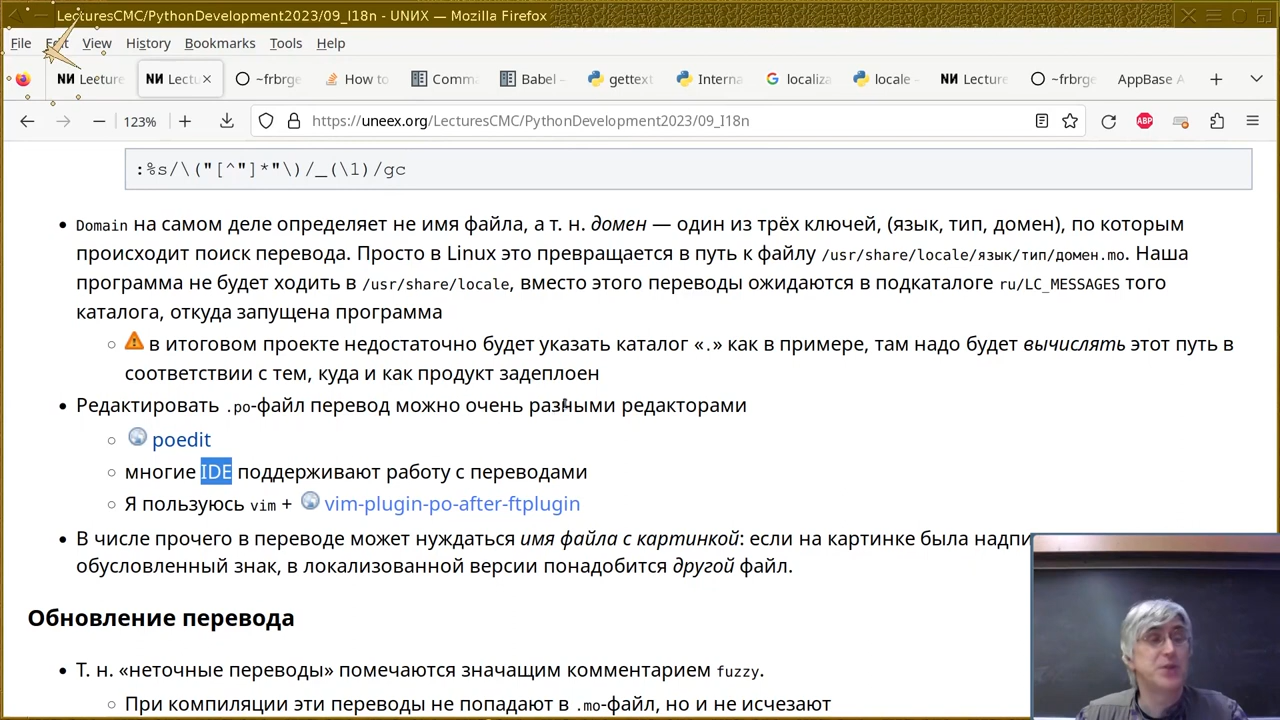 LecturesCMC/PythonDevelopment2023/09_I18n - UNИX — Mozilla Firefox
File Edit View History Bookmarks Tools Help
Lecture Lectu ~frbrge How to Comma Babel – gettext Interna localiza locale – Lecture ~frbrge AppBase A
123% https://uneex.org/LecturesCMC/PythonDevelopment2023/09_I18n ABP
:%s/\("[^"]*"\)/_(\1)/gc
• Domain на самом деле определяет не имя файла, а т. н. домен — один из трёх ключей, (язык, тип, домен), по которым
происходит поиск перевода. Просто в Linux это превращается в путь к файлу /usr/share/locale/язык/тип/домен.mo. Наша
программа не будет ходить в /usr/share/locale, вместо этого переводы ожидаются в подкаталоге ru/LC_MESSAGES того
каталога, откуда запущена программа
в итоговом проекте недостаточно будет указать каталог «.» как в примере, там надо будет вычислять этот путь в
соответствии с тем, куда и как продукт задеплоен
• Редактировать .po-файл перевод можно очень разными редакторами
poedit
многие IDE поддерживают работу с переводами
Я пользуюсь vim + vim-plugin-po-after-ftplugin
• В числе прочего в переводе может нуждаться имя файла с картинкой: если на картинке была надпи
обусловленный знак, в локализованной версии понадобится другой файл.
Обновление перевода
• Т. н. «неточные переводы» помечаются значащим комментарием fuzzy.
При компиляции эти переводы не попадают в .mo-файл, но и не исчезают